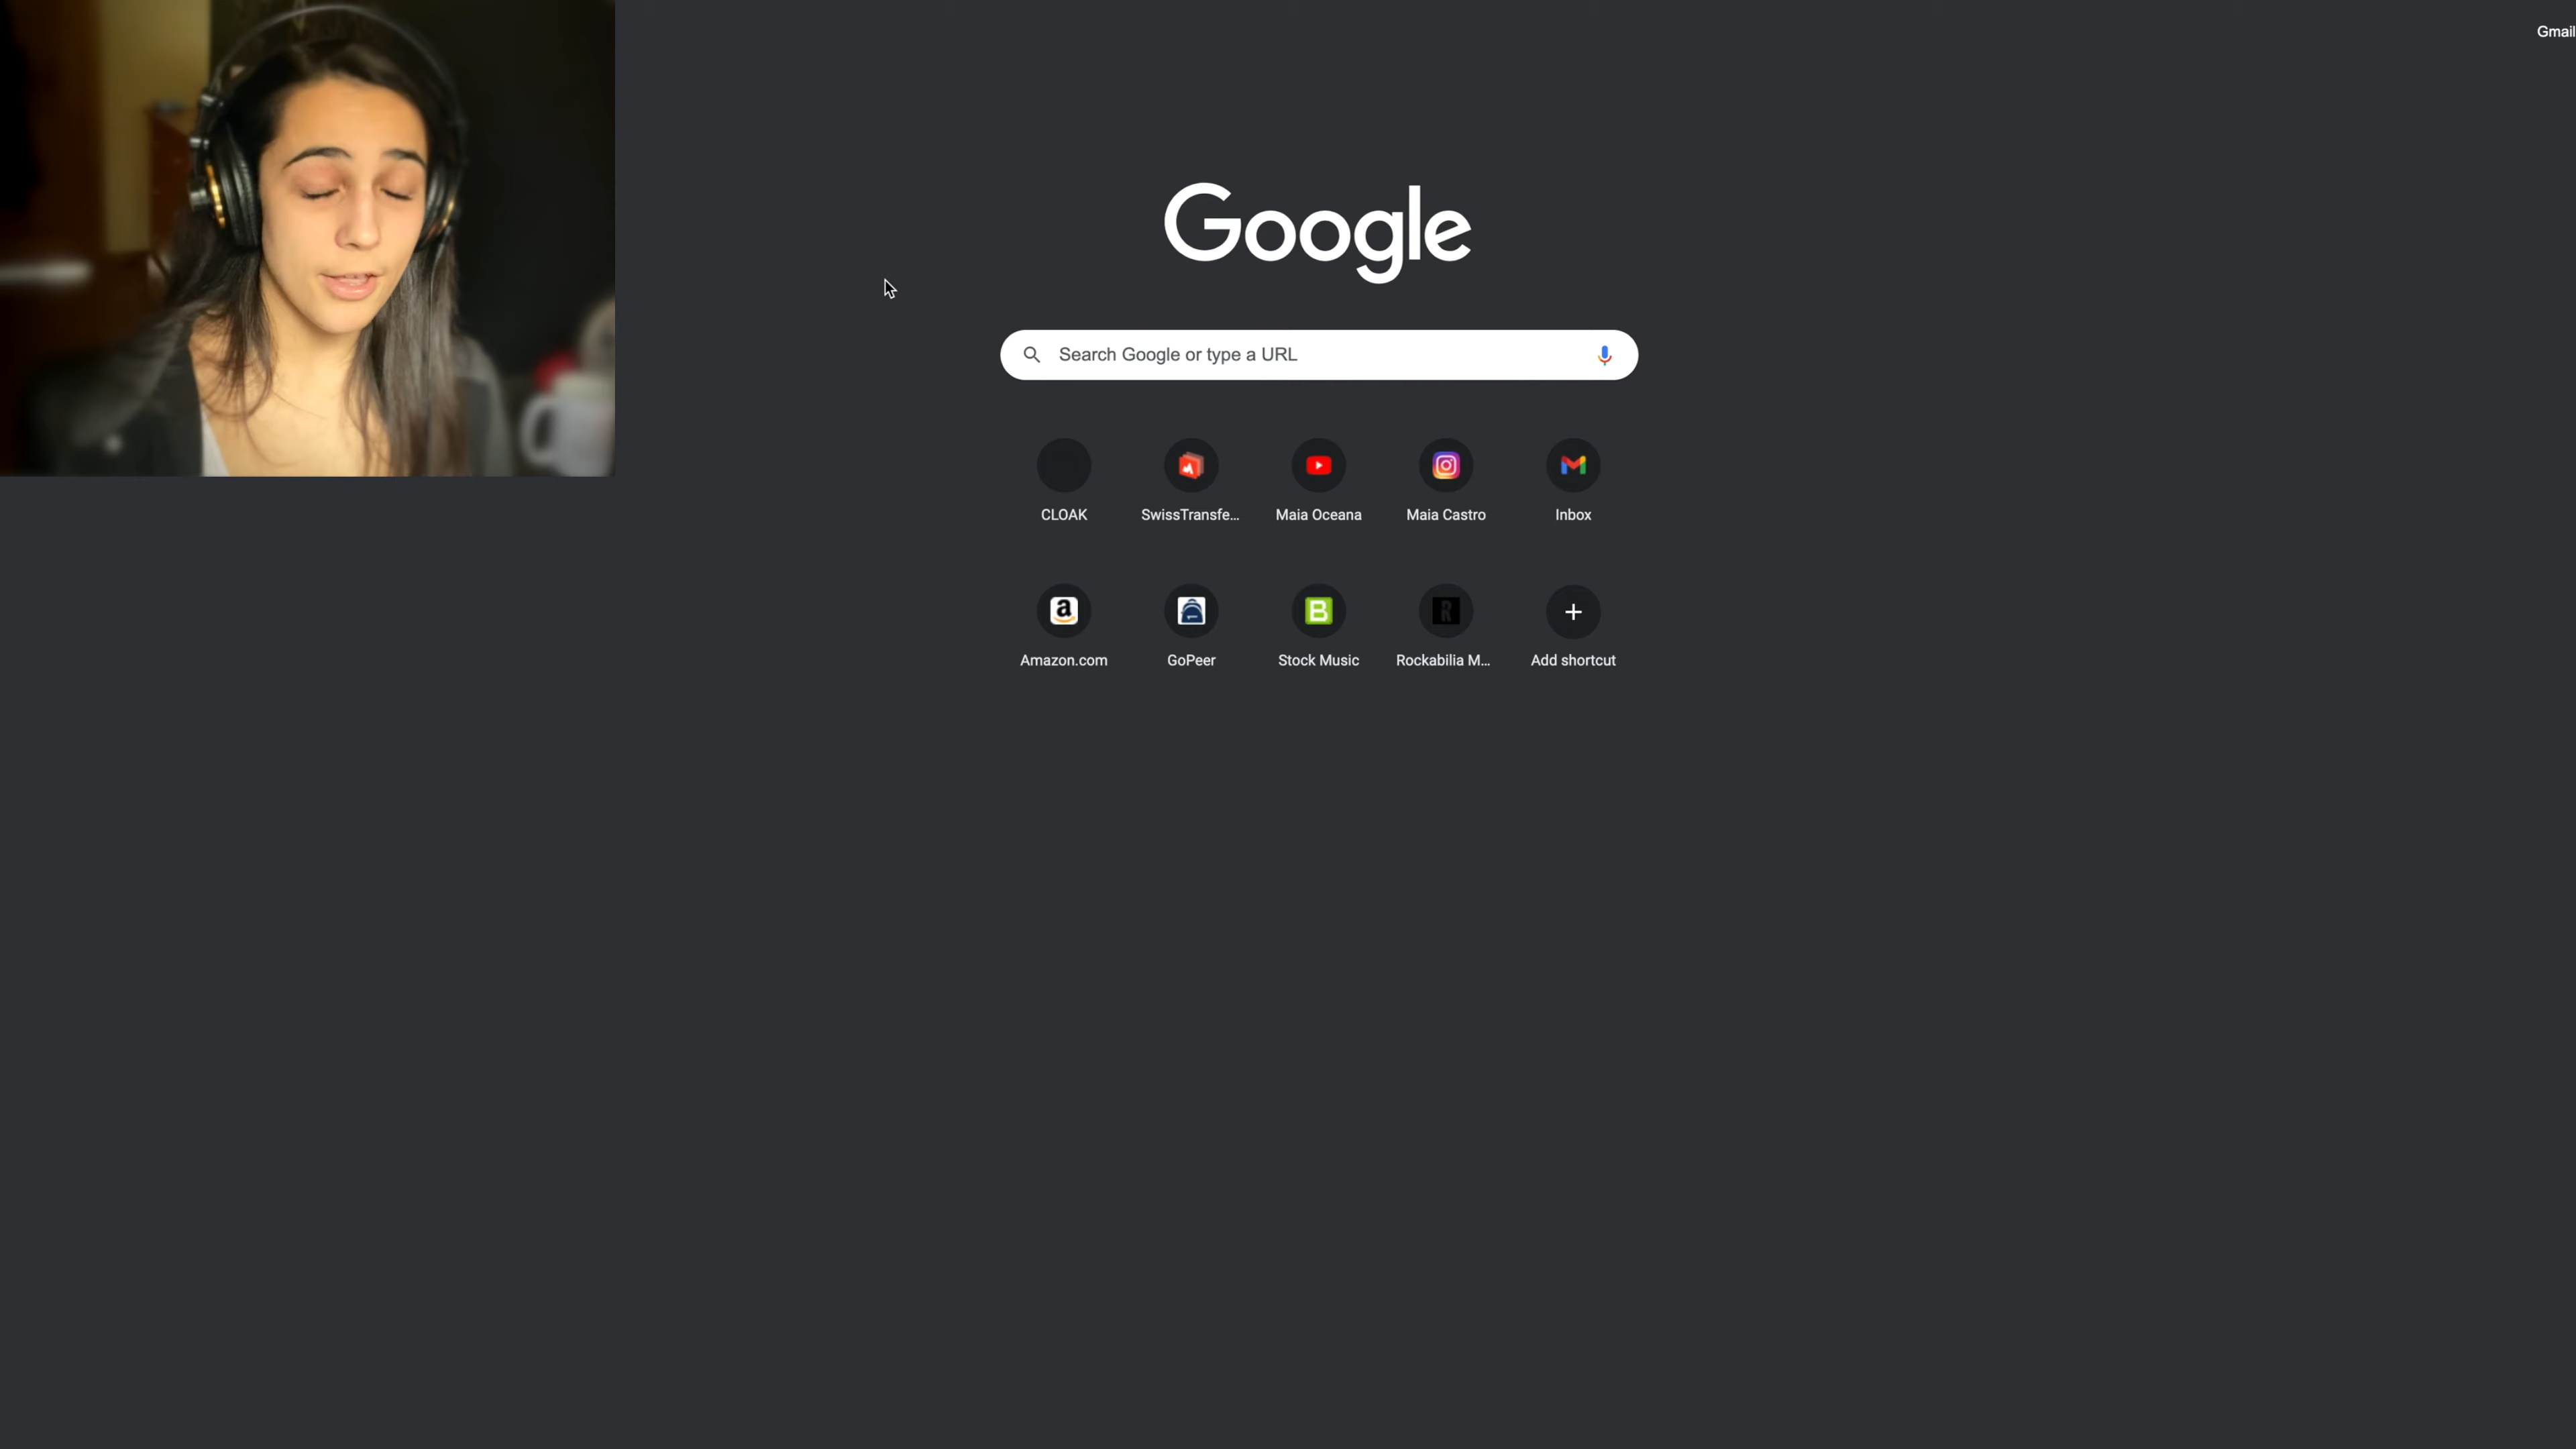 Gmail
Google
Search Google or type a URL
CLOAK
SwissTransfe...
Maia Oceana
Maia Castro
Inbox
Amazon.com
GoPeer
Stock Music
Rockabilia M...
Add shortcut